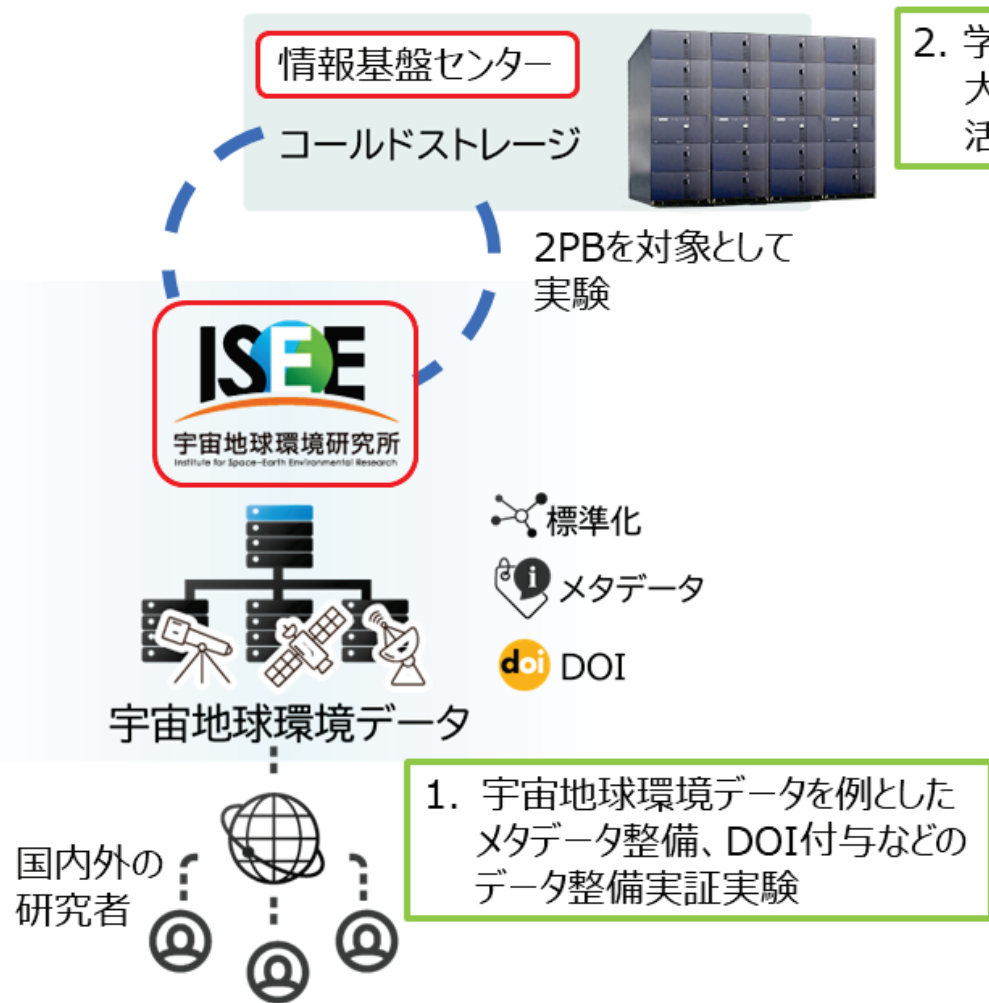 情報基盤センター
コールドストレージ
2. 学
大
活
2PBを対象として
実験
ISEE
宇宙地球環境研究所
Institute for Space-Earth Environmental Research
標準化
メタデータ
doi DOI
宇宙地球環境データ
1. 宇宙地球環境データを例とした
メタデータ整備、DOI付与などの
データ整備実証実験
国内外の
研究者